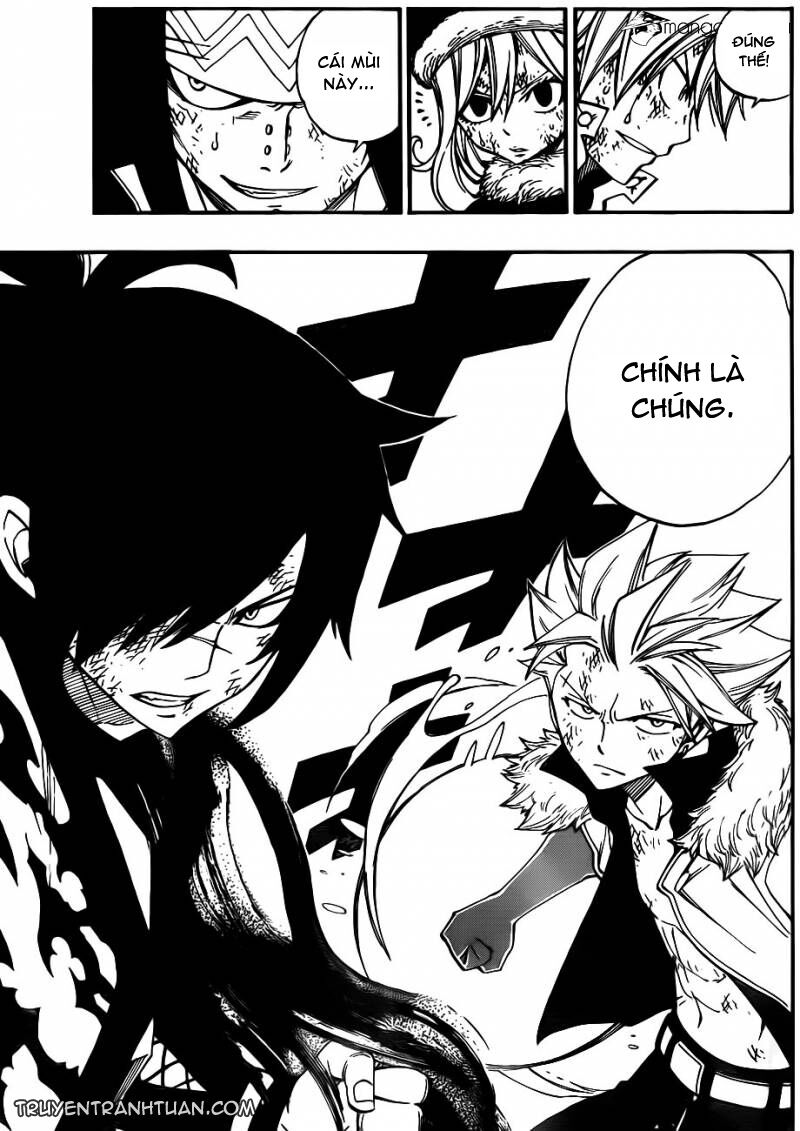 ĐÚNG
THẾ!
CÁI MÙI
NÀY...
CHÍNH LÀ
CHÚNG.
TRUYENTRANHTUAN.COM